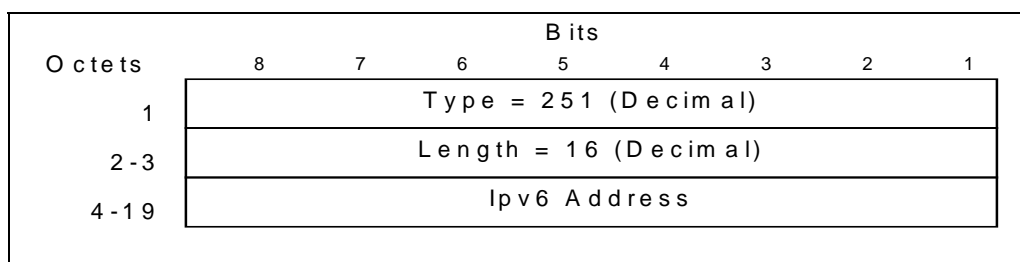 Bits
Octets 8 7 6 5 4 3 2 1
1 Type = 251 (Decimal)
2-3 Length = 16 (Decimal)
4-19 Ipv6 Address